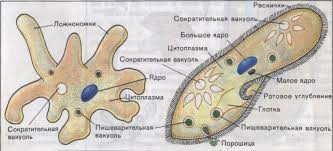 Ложноножки
Сократительная
вакуоль
Ядро
Цитоплазма
Сократительная
вакуоль
Пищеварительная
вакуоль
Реснички
Сократительная вакуоль
Большое ядро
Цитоплазма
Малое ядро
Ротовое углубление
Глотка
Пищеварительная вакуоль
Порошица